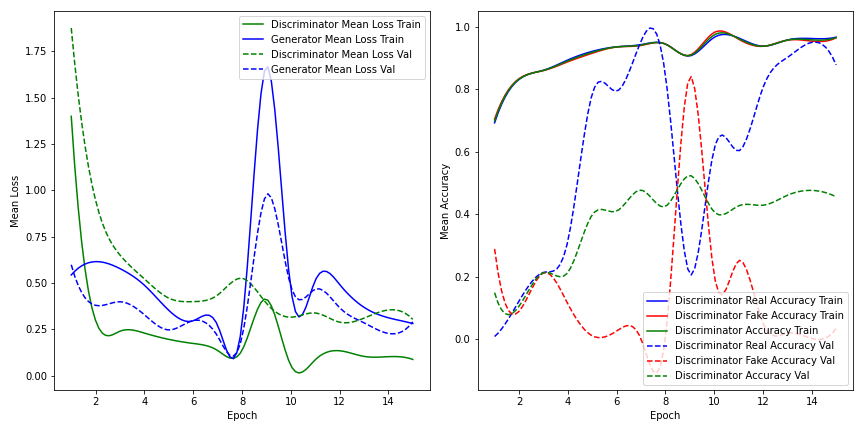 Discriminator Mean Loss Train
Generator Mean Loss Train
Discriminator Mean Loss Val
Generator Mean Loss Val
1.75
1.50
1.25
1.00
0.75
0.50
0.25
0.00
Mean Loss
2 4 6 8 10 12 14
Epoch
1.0
0.8
0.6
0.4
0.2
0.0
Mean Accuracy
Discriminator Real Accuracy Train
Discriminator Fake Accuracy Train
Discriminator Accuracy Train
Discriminator Real Accuracy Val
Discriminator Fake Accuracy Val
Discriminator Accuracy Val
2 4 6 8 10 12 14
Epoch